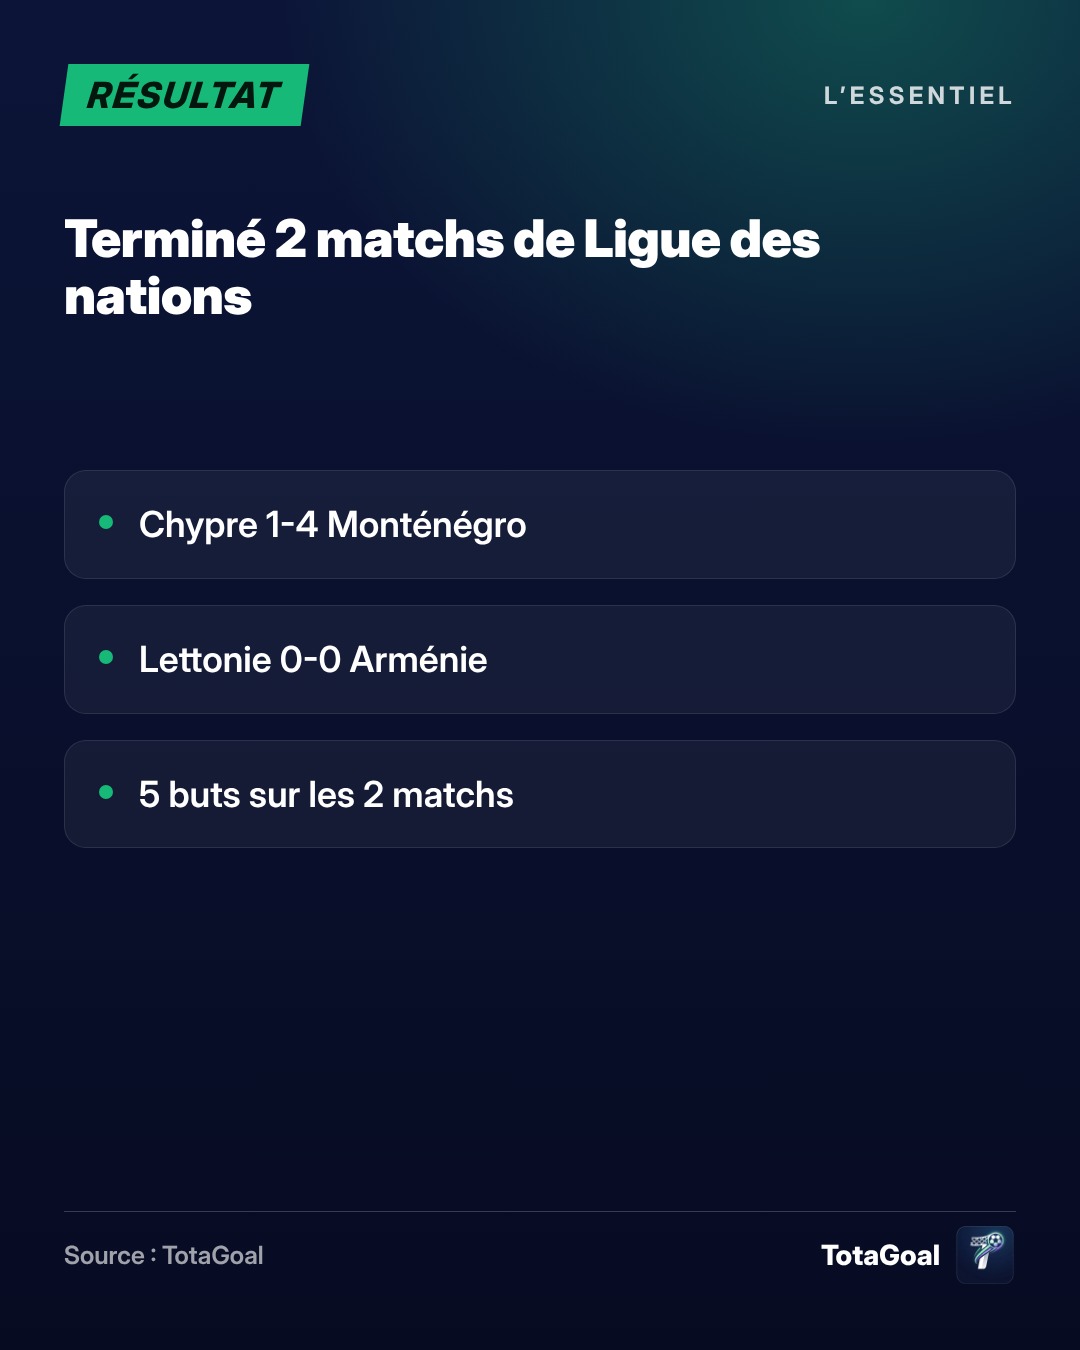 RÉSULTAT
L'ESSENTIEL
Terminé 2 matchs de Ligue des
nations
Chypre 1-4 Monténégro
Lettonie 0-0 Arménie
5 buts sur les 2 matchs
Source : TotaGoal
TotaGoal